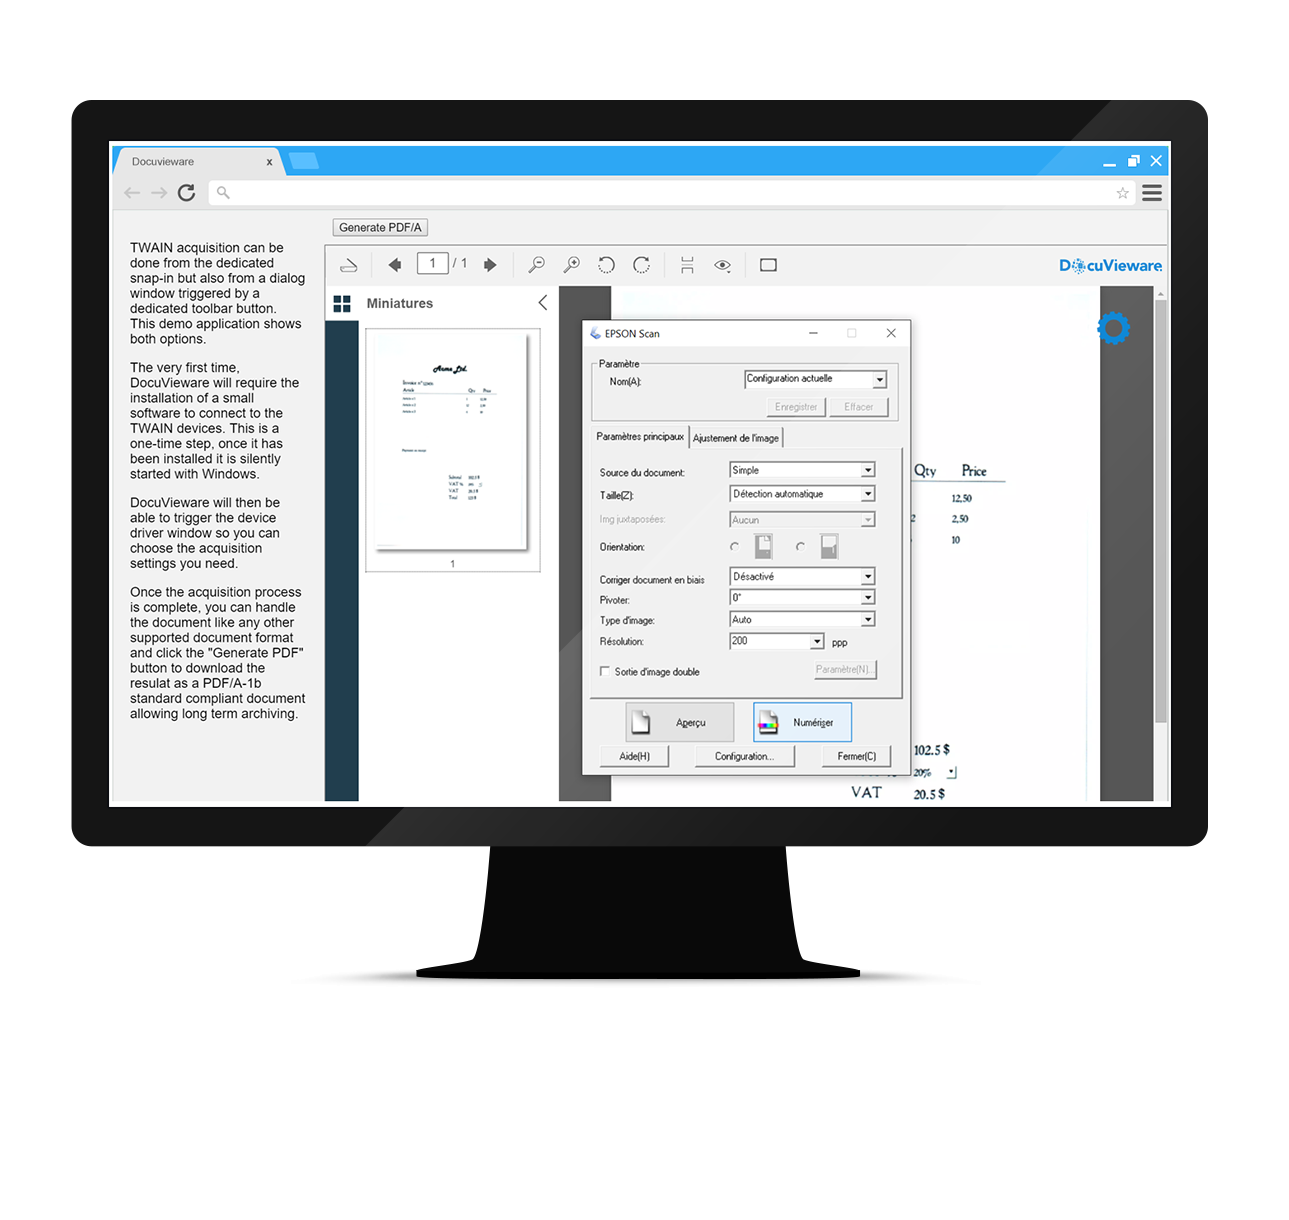 Docuvieware x
Generate PDF/A
TWAIN acquisition can be
done from the dedicated
snap-in but also from a dialog
window triggered by a
dedicated toolbar button.
This demo application shows
both options.
The very first time,
DocuVieware will require the
installation of a small
software to connect to the
TWAIN devices. This is a
one-time step, once it has
been installed it is silently
started with Windows.
DocuVieware will then be
able to trigger the device
driver window so you can
choose the acquisition
settings you need.
Once the acquisition process
is complete, you can handle
the document like any other
supported document format
and click the "Generate PDF"
button to download the
resulat as a PDF/A-1b
standard compliant document
allowing long term archiving.
1 / 1
DocuVieware
Miniatures
Acme Ltd.
1
EPSON Scan
Paramètre
Nom(A): Configuration actuelle
Enregistrer Effacer
Paramètres principaux Ajustement de l'image
Source du document: Simple
Taille(Z): Détection automatique
Img juxtaposées: Aucun
Orientation:
Corriger document en biais Désactivé
Pivoter: 0°
Type d'image: Auto
Résolution: 200 ppp
Sortie d'image double
Paramètre(N)...
Aperçu Numériser
Aide(H) Configuration... Fermer(C)
Qty Price
12,50
2 2,50
10
102.5 $
20%
VAT 20.5 $